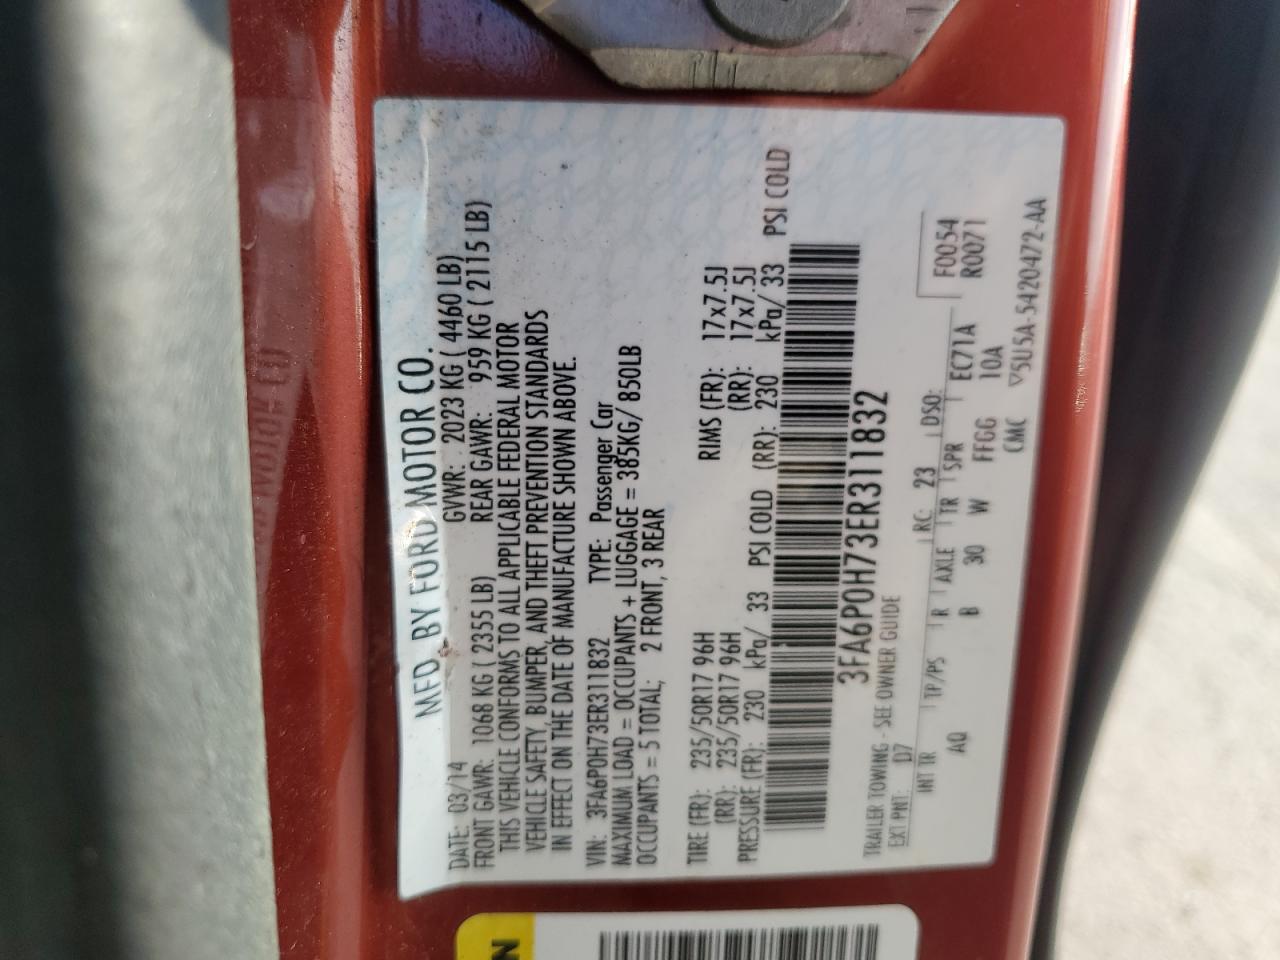 MFD. BY FORD MOTOR CO.
DATE: 03/14 GVWR: 2023 KG ( 4460 LB)
FRONT GAWR: 1068 KG ( 2355 LB) REAR GAWR: 959 KG ( 2115 LB)
THIS VEHICLE CONFORMS TO ALL APPLICABLE FEDERAL MOTOR
VEHICLE SAFETY, BUMPER, AND THEFT PREVENTION STANDARDS
IN EFFECT ON THE DATE OF MANUFACTURE SHOWN ABOVE.
VIN: 3FA6P0H73ER311832 TYPE: Passenger Car
MAXIMUM LOAD = OCCUPANTS + LUGGAGE = 385KG/ 850LB
OCCUPANTS = 5 TOTAL; 2 FRONT, 3 REAR
TIRE (FR): 235/50R17 96H RIMS (FR): 17x7.5J
(RR): 235/50R17 96H (RR): 17x7.5J
PRESSURE (FR): 230 kPa/ 33 PSI COLD (RR): 230 kPa/ 33 PSI COLD
3FA6P0H73ER311832
TRAILER TOWING - SEE OWNER GUIDE
EXT PNT: D7 RC: 23 DSO: F0054
INT TR TP/PS R AXLE TR SPR EC71A R0071
AQ B 30 W FFGG 10A
CMC ▽5U5A-5420472-AA
N